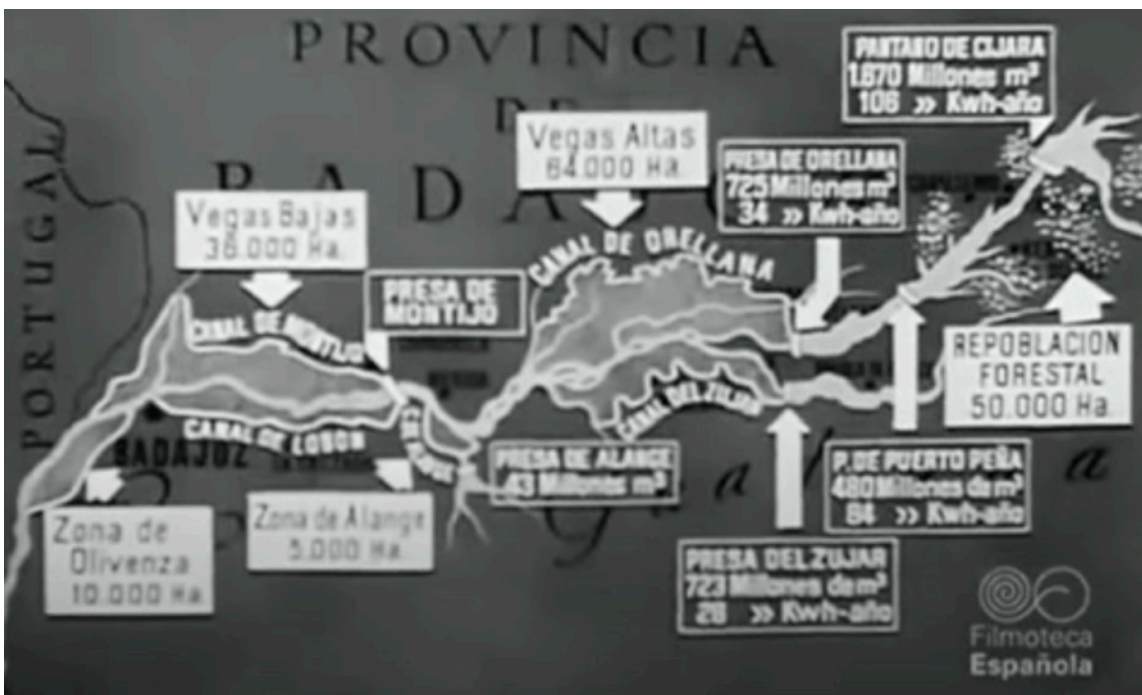 PROVINCIA
DE
BADAJO
PORTUGAL
PANTANO DE CIJARA
1.670 Millones m³
106 » Kwh-año
Vegas Altas
64.000 Ha.
PRESA DE ORELLANA
725 Millones m³
34 » Kwh-año
Vegas Bajas
36.000 Ha.
PRESA DE
MONTIJO
CANAL DE ORELLANA
CANAL DE MONTIJO
CANAL DEL ZUJAR
CANAL DE LOBON
BADAJOZ
REPOBLACION
FORESTAL
50.000 Ha.
PRESA DE ALANGE
43 Millones m³
P. DE PUERTO PEÑA
480 Millones de m³
84 » Kwh-año
Zona de
Olivenza
10.000 Ha
Zona de Alange
5.000 Ha.
PRESA DEL ZUJAR
723 Millones de m³
28 » Kwh-año
Filmoteca
Española